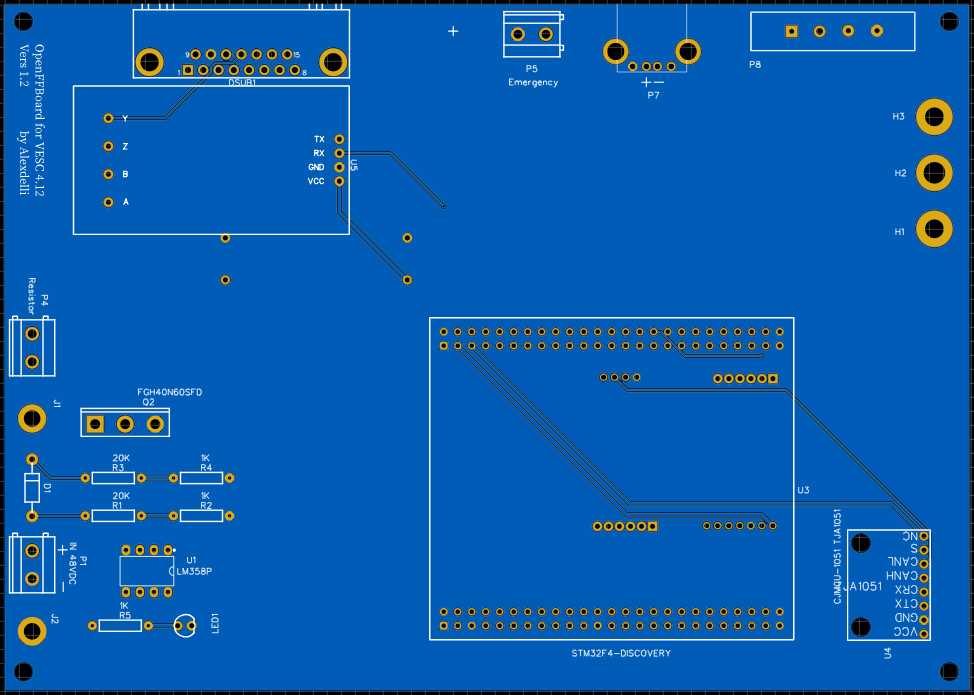 9 15
1 8
DSUB1
+
P5
Emergency
+-
P7
P8
OpenFFBoard for VESC 4.12
Vers 1.2 by Alexdelli
Y
Z
B
A
TX
RX
GND
VCC
U5
H3
H2
H1
Resistor
P4
J1
FGH40N60SFD
Q2
20K
R3
1K
R4
D1
20K
R1
1K
R2
+
-
IN 48VDC
P1
U1
LM358P
J2
1K
R5
LED1
U3
STM32F4-DISCOVERY
CJMCU-1051 TJA1051
TJA1051
NC
S
CANL
CANH
CRX
CTX
GND
VCC
U4